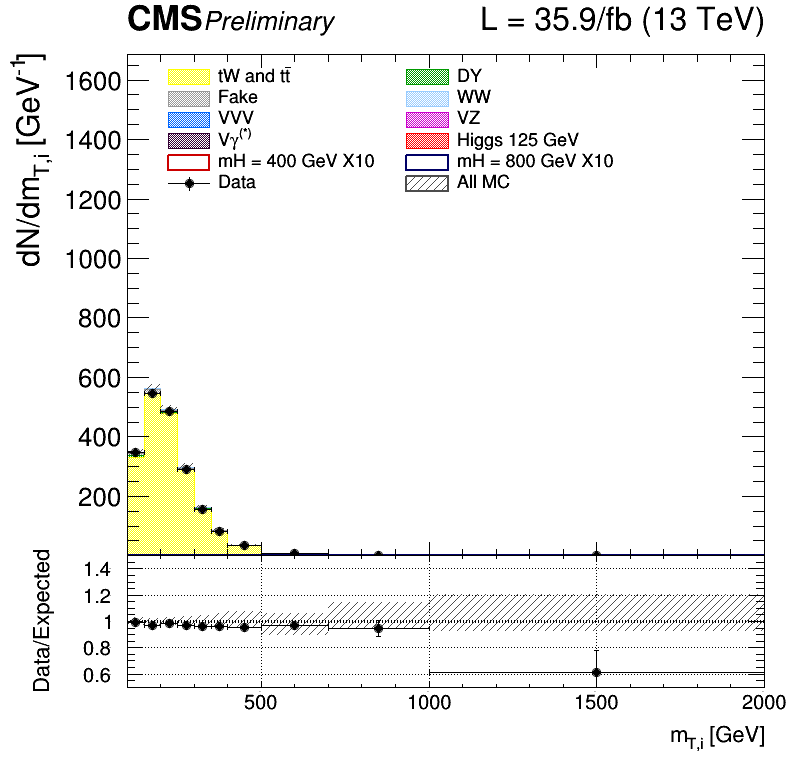 CMS Preliminary L = 35.9/fb (13 TeV)
dN/dm_{T,i} [GeV^{-1}]
1600
1400
1200
1000
800
600
400
200
tW and tt̄ DY
Fake WW
VVV VZ
Vγ^{(*)} Higgs 125 GeV
mH = 400 GeV X10 mH = 800 GeV X10
Data All MC
Data/Expected
1.4
1.2
1
0.8
0.6
500 1000 1500 2000
m_{T,i} [GeV]